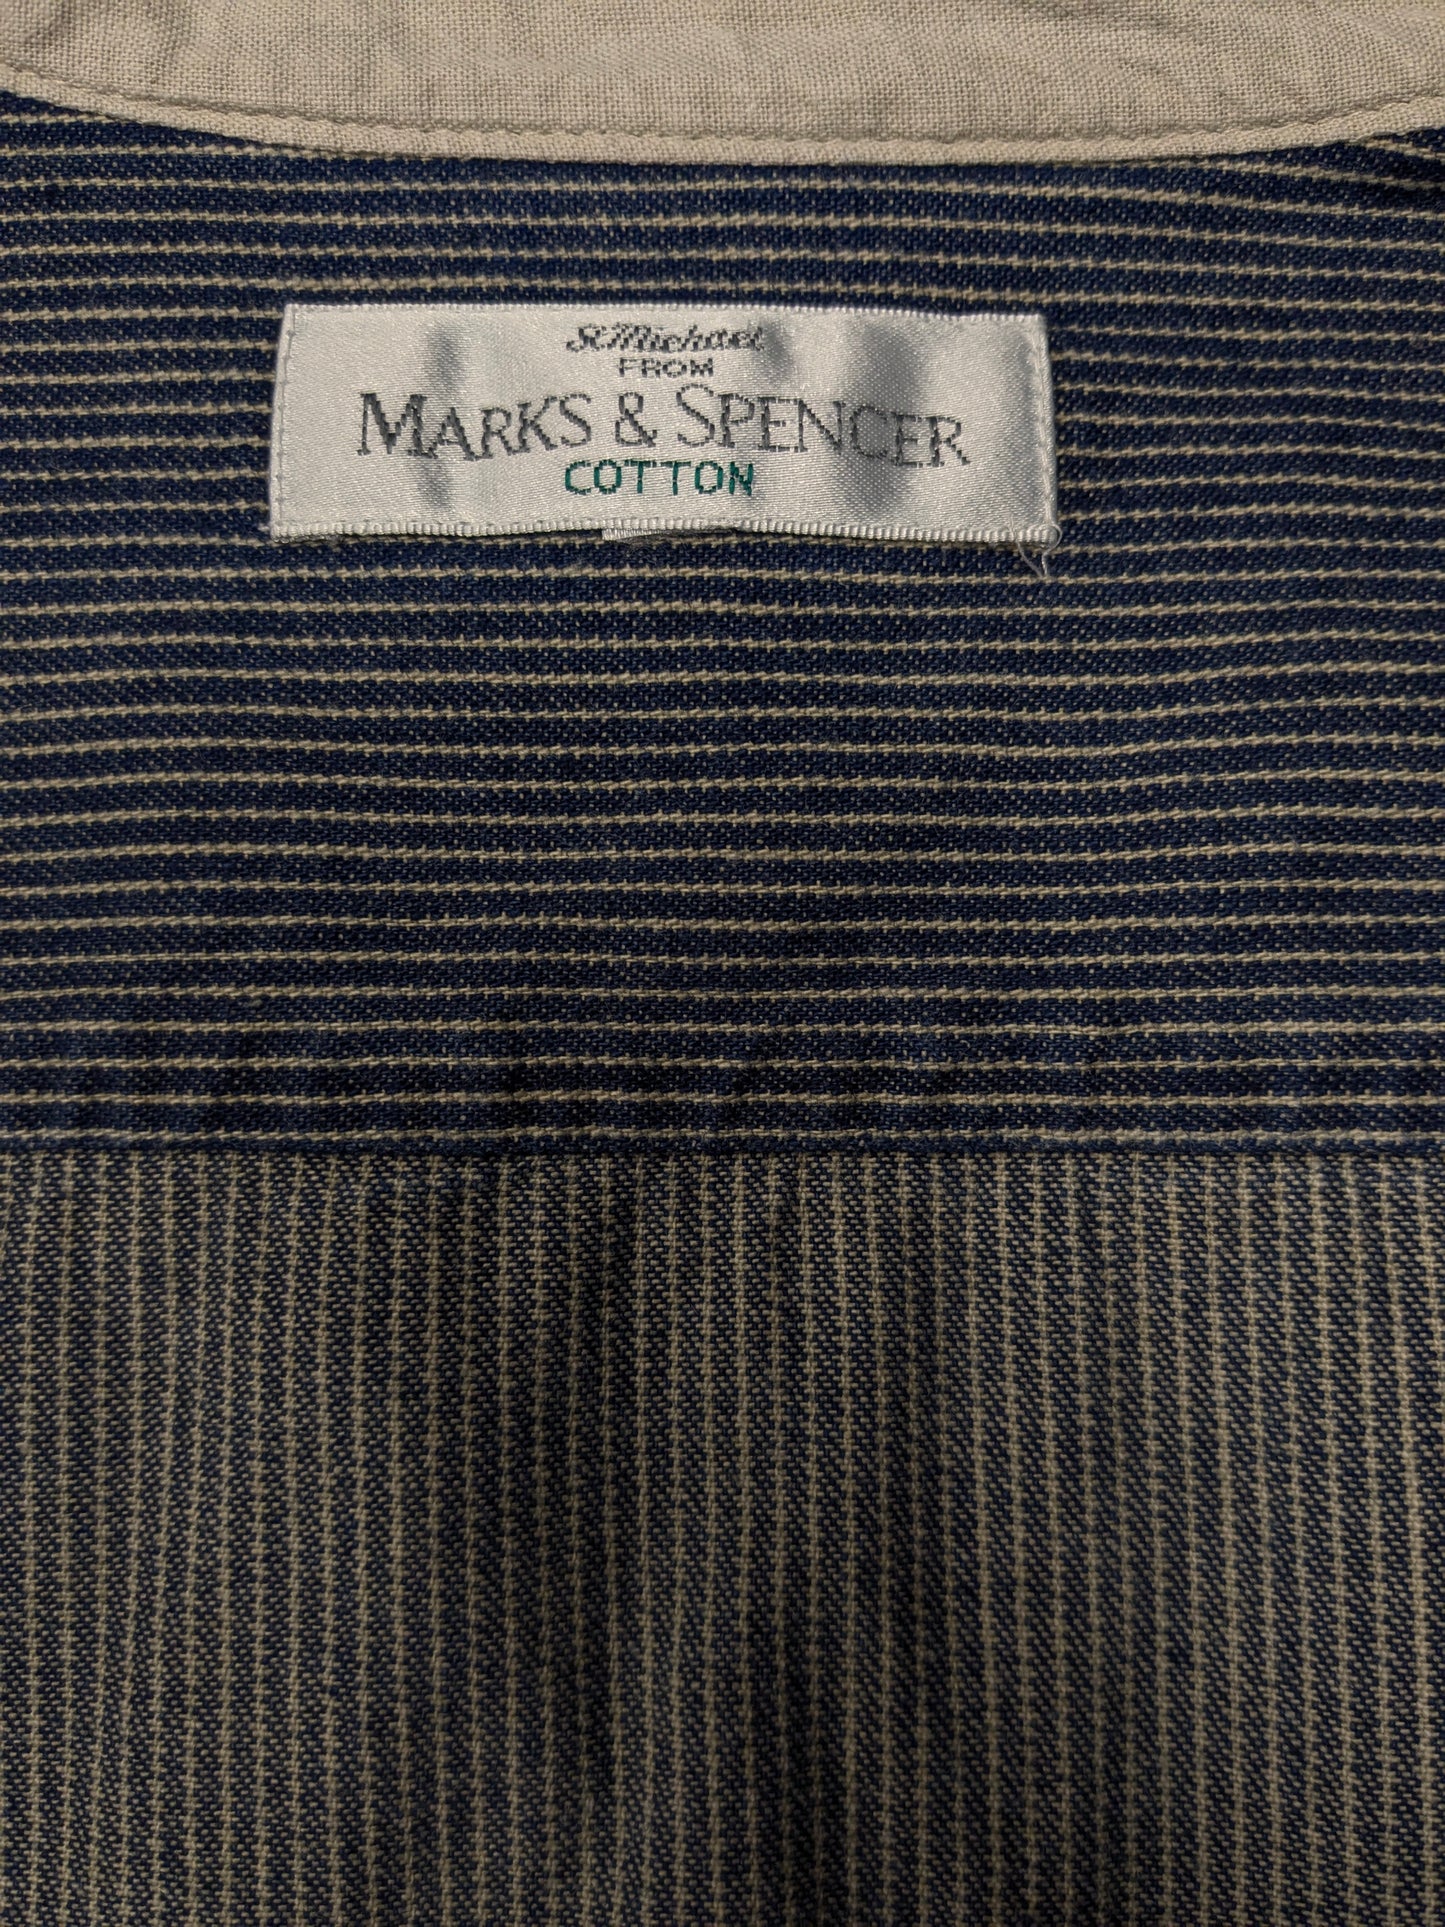 St Michael
FROM
MARKS & SPENCER
COTTON